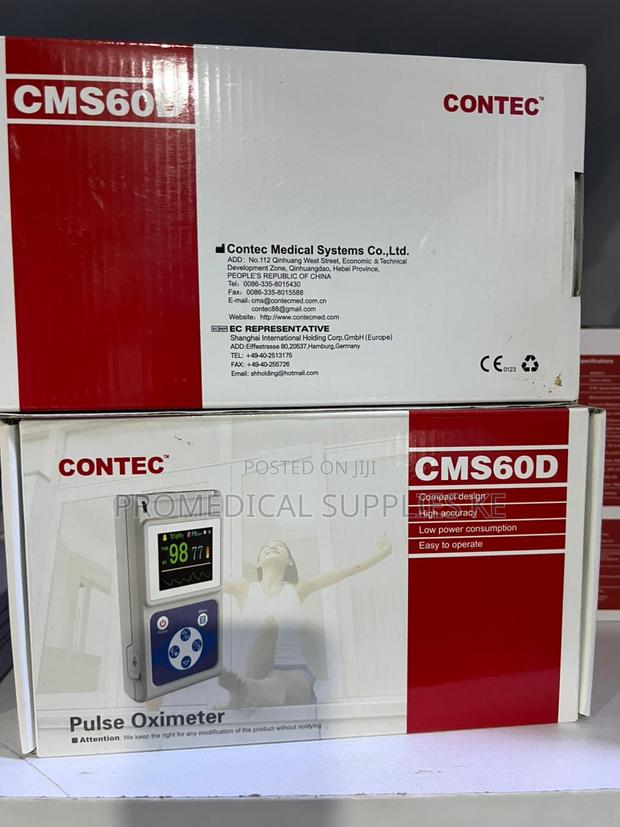 CMS60D
CONTEC™
Contec Medical Systems Co.,Ltd.
ADD: No.112 Qinhuang West Street, Economic & Technical
Development Zone, Qinhuangdao, Hebei Province,
PEOPLE'S REPUBLIC OF CHINA
Tel: 0086-335-8015430
Fax: 0086-335-8015588
E-mail: cms@contecmed.com.cn
contec88@gmail.com
Website: http://www.contecmed.com
EC REPRESENTATIVE
Shanghai International Holding Corp.GmbH (Europe)
ADD:Eiffestrasse 80,20537,Hamburg,Germany
TEL: +49-40-2513175
FAX: +49-40-255726
Email: shholding@hotmail.com
CE 0123
CONTEC™
POSTED ON JIJI
PROMEDICAL SUPPLIES KE
CMS60D
Compact design
High accuracy
Low power consumption
Easy to operate
98 77
Pulse Oximeter
Attention: We keep the right for any modification of the product without notifying